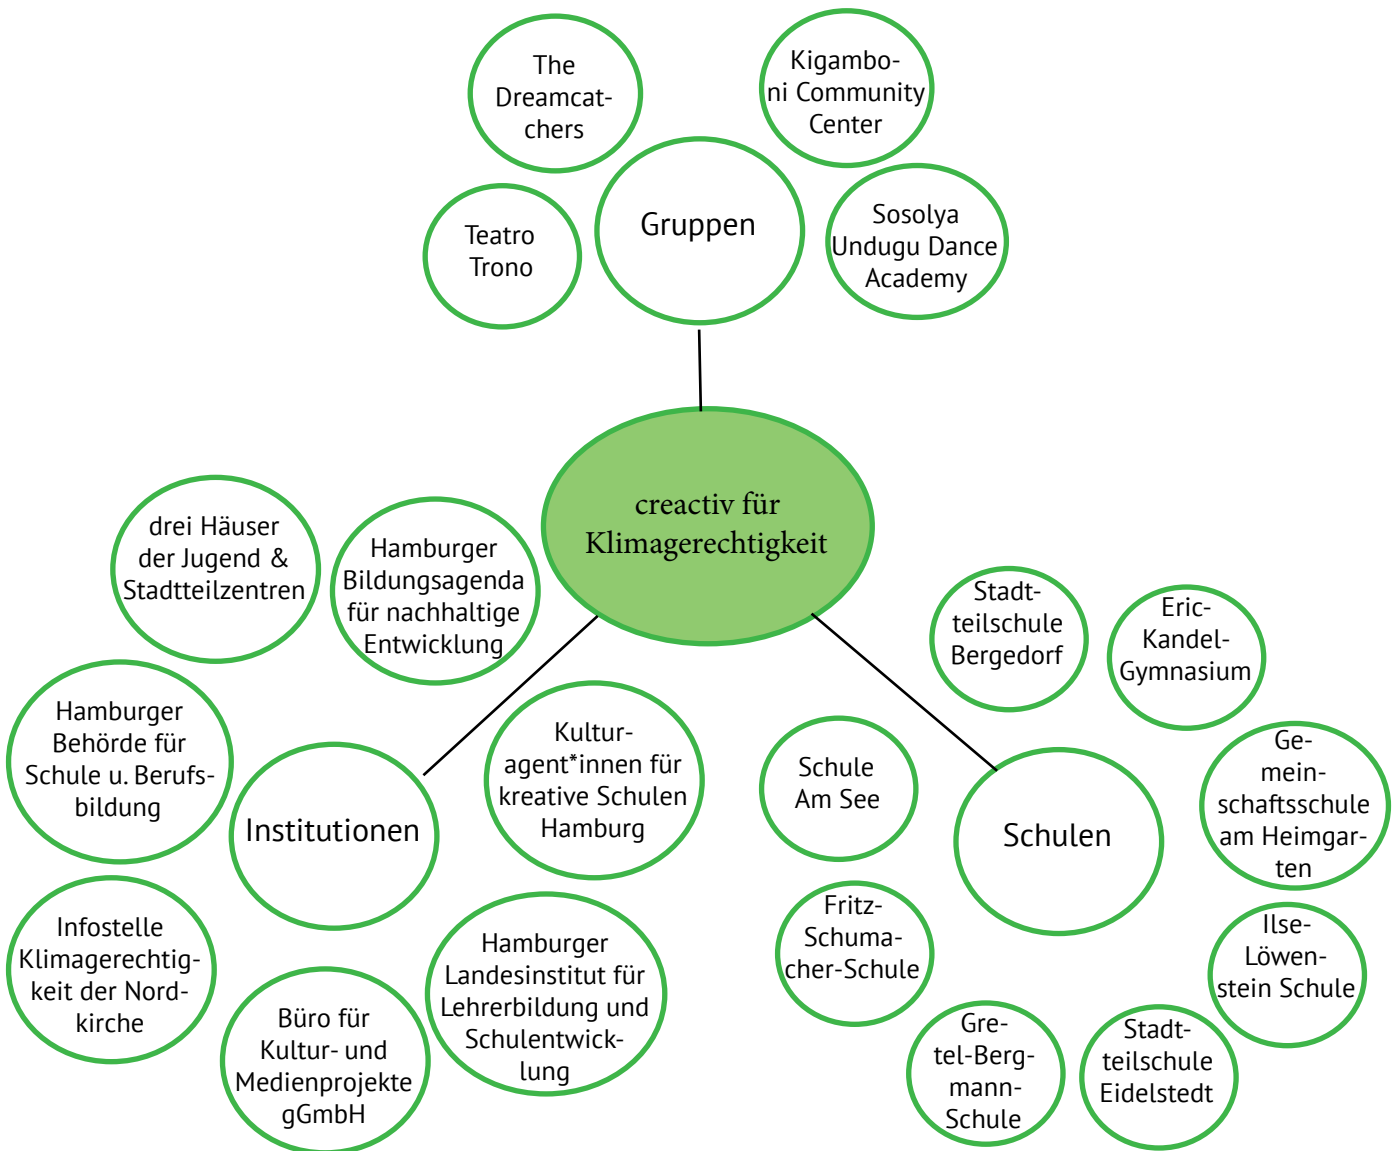 The
Dreamcat-
chers
Kigambo-
ni Community
Center
Teatro
Trono
Gruppen
Sosolya
Undugu Dance
Academy
creactiv für
Klimagerechtigkeit
drei Häuser
der Jugend &
Stadtteilzentren
Hamburger
Bildungsagenda
für nachhaltige
Entwicklung
Hamburger
Behörde für
Schule u. Berufs-
bildung
Institutionen
Kultur-
agent*innen für
kreative Schulen
Hamburg
Infostelle
Klimagerechtig-
keit der Nord-
kirche
Büro für
Kultur- und
Medienprojekte
gGmbH
Hamburger
Landesinstitut für
Lehrerbildung und
Schulentwick-
lung
Stadt-
teilschule
Bergedorf
Eric-
Kandel-
Gymnasium
Schule
Am See
Schulen
Ge-
mein-
schaftsschule
am Heimgar-
ten
Fritz-
Schuma-
cher-Schule
Ilse-
Löwen-
stein Schule
Gre-
tel-Berg-
mann-
Schule
Stadt-
teilschule
Eidelstedt